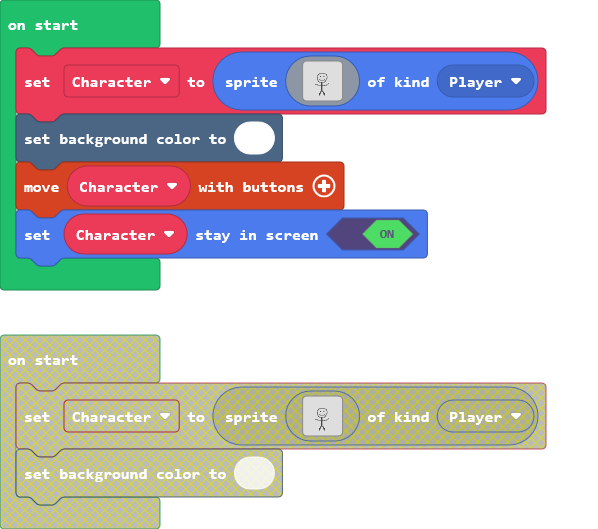 on start
set Character to sprite of kind Player
set background color to
move Character with buttons
set Character stay in screen ON
on start
set Character to sprite of kind Player
set background color to